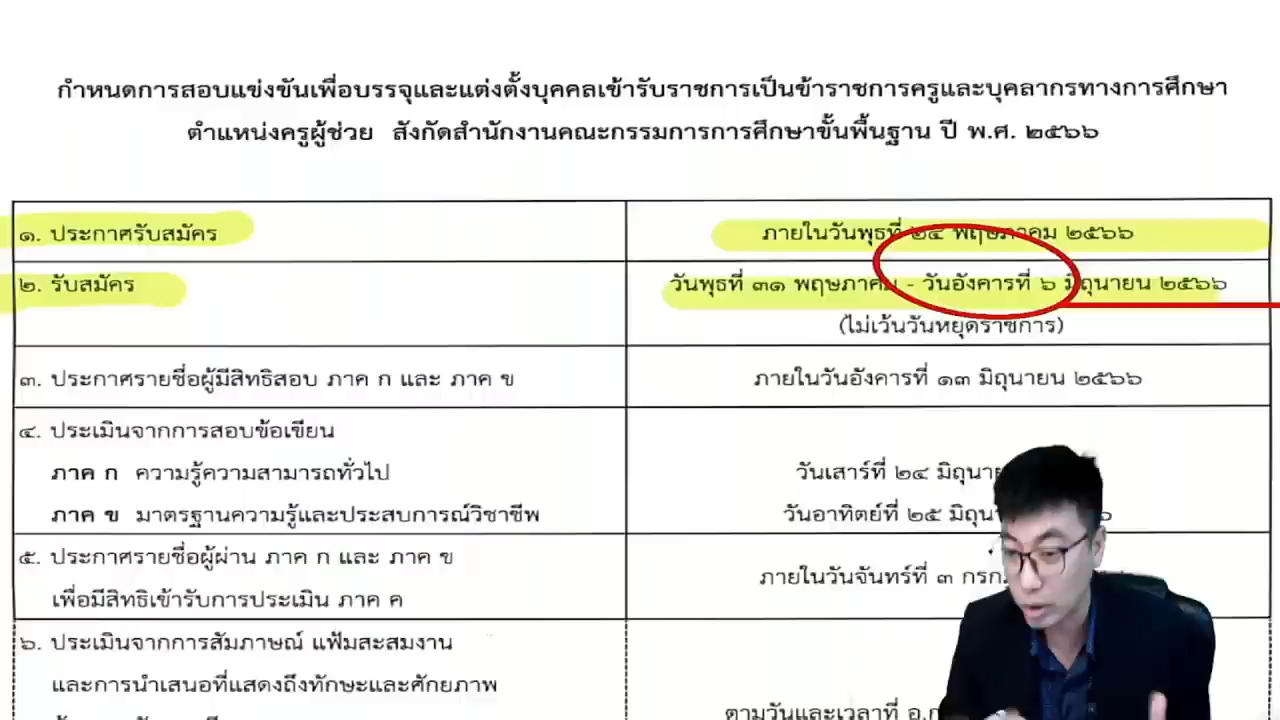 กำหนดการสอบแข่งขันเพื่อบรรจุและแต่งตั้งบุคคลเข้ารับราชการเป็นข้าราชการครูและบุคลากรทางการศึกษา
ตำแหน่งครูผู้ช่วย สังกัดสำนักงานคณะกรรมการการศึกษาขั้นพื้นฐาน ปี พ.ศ. ๒๕๖๖
๑. ประกาศรับสมัคร
ภายในวันพุธที่ ๒๔ พฤษภาคม ๒๕๖๖
๒. รับสมัคร
วันพุธที่ ๓๑ พฤษภาคม - วันอังคารที่ ๖ มิถุนายน ๒๕๖๖
(ไม่เว้นวันหยุดราชการ)
๓. ประกาศรายชื่อผู้มีสิทธิสอบ ภาค ก และ ภาค ข
ภายในวันอังคารที่ ๑๓ มิถุนายน ๒๕๖๖
๔. ประเมินจากการสอบข้อเขียน
ภาค ก ความรู้ความสามารถทั่วไป
วันเสาร์ที่ ๒๔
ภาค ข มาตรฐานความรู้และประสบการณ์วิชาชีพ
วันอาทิตย์ที่ ๒๕
๕. ประกาศรายชื่อผู้ผ่าน ภาค ก และ ภาค ข
เพื่อมีสิทธิเข้ารับการประเมิน ภาค ค
ภายในวันจันทร์ที่ ๓
๖. ประเมินจากการสัมภาษณ์ แฟ้มสะสมงาน
และการนำเสนอที่แสดงถึงทักษะและศักยภาพ
ตามวันและเวลาที่